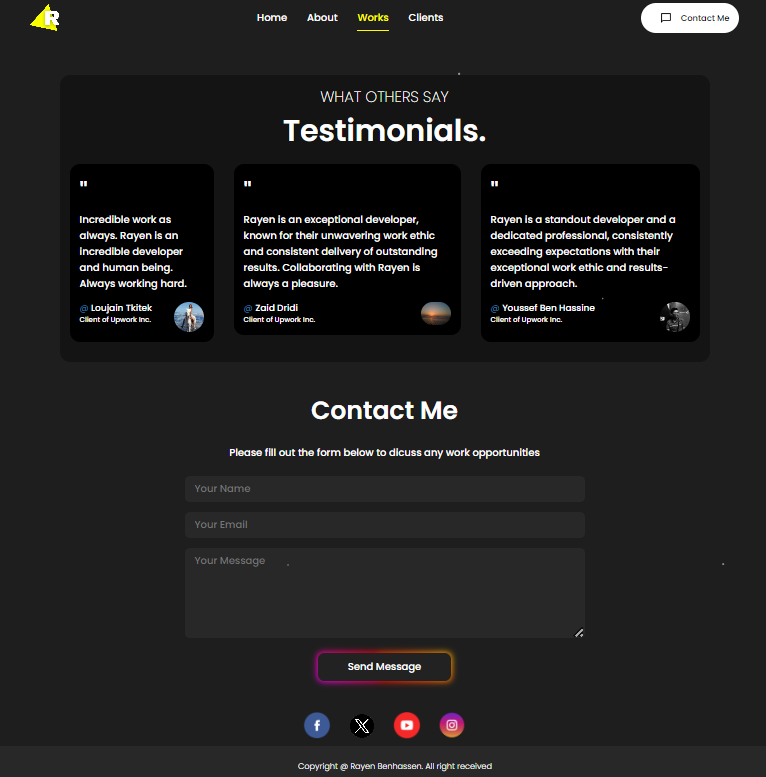 R
Home About Works Clients
Contact Me
WHAT OTHERS SAY
Testimonials.
"
Incredible work as
always. Rayen is an
incredible developer
and human being.
Always working hard.
@ Loujain Tkitek
Client of Upwork Inc.
"
Rayen is an exceptional developer,
known for their unwavering work ethic
and consistent delivery of outstanding
results. Collaborating with Rayen is
always a pleasure.
@ Zaid Dridi
Client of Upwork Inc.
"
Rayen is a standout developer and a
dedicated professional, consistently
exceeding expectations with their
exceptional work ethic and results-
driven approach.
@ Youssef Ben Hassine
Client of Upwork Inc.
Contact Me
Please fill out the form below to dicuss any work opportunities
Your Name
Your Email
Your Message
Send Message
Copyright @ Rayen Benhassen. All right received